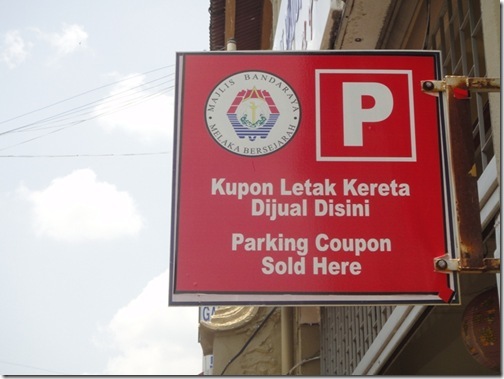 MAJLIS BANDARAYA
MELAKA BERSEJARAH
P
Kupon Letak Kereta
Dijual Disini
Parking Coupon
Sold Here